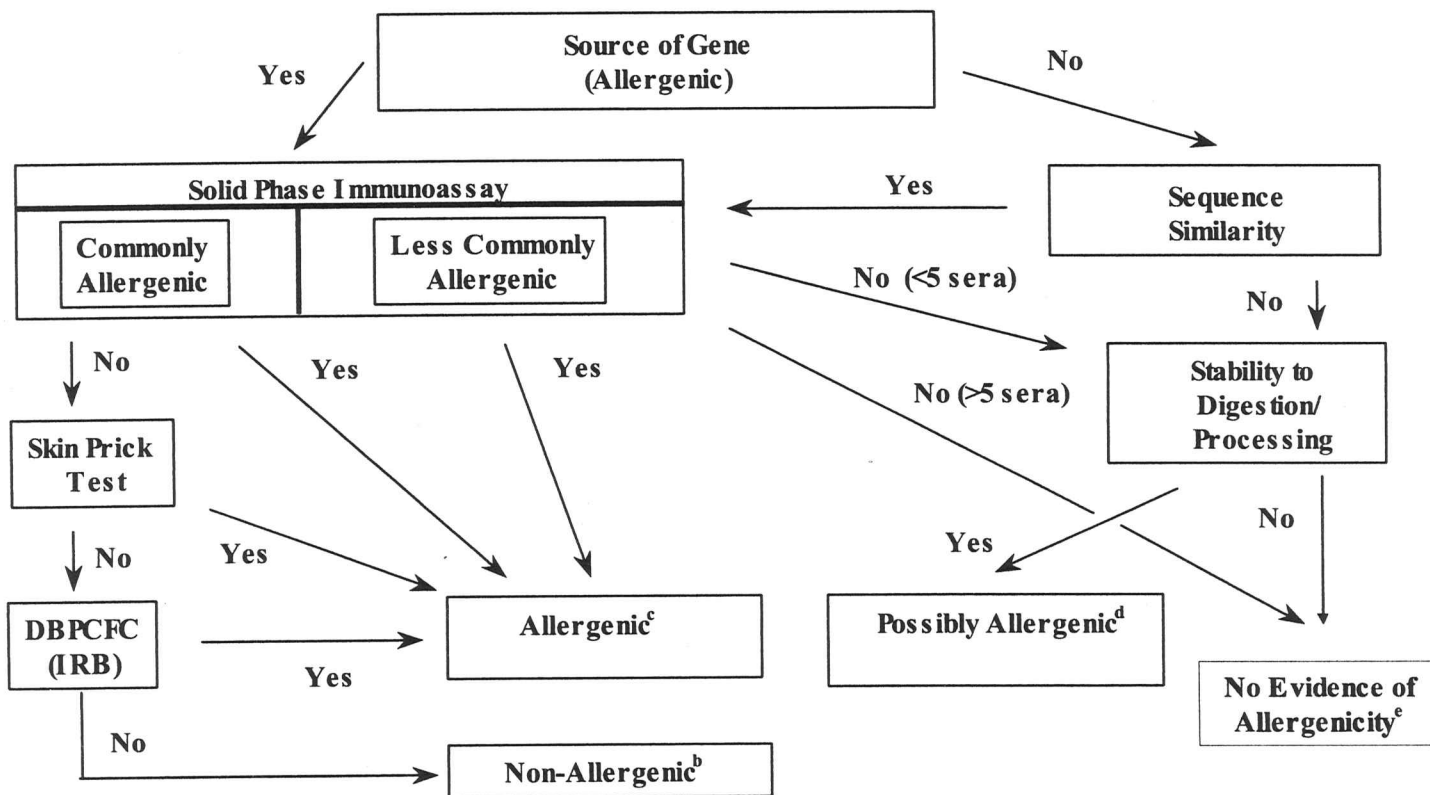 Source of Gene
(Allergenic)
Yes
No
Solid Phase Immunoassay
Commonly
Allergenic
Less Commonly
Allergenic
Yes
Sequence
Similarity
No (<5 sera)
No
No
Yes
Yes
No (>5 sera)
Stability to
Digestion/
Processing
Skin Prick
Test
No
Yes
Yes
No
DBPCFC
(IRB)
Yes
Allergenic^c
Possibly Allergenic^d
No Evidence of
Allergenicity^e
No
Non-Allergenic^b